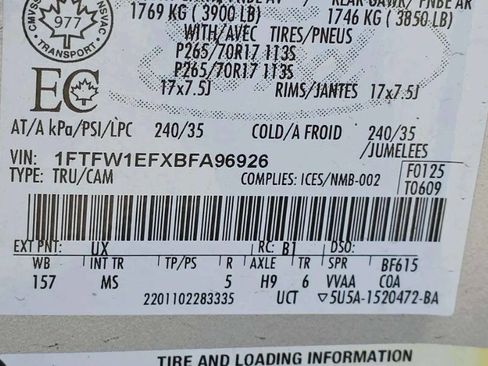 1769 KG ( 3900 LB)
1746 KG ( 3850 LB)
WITH/AVEC TIRES/PNEUS
P265/70R17 113S
P265/70R17 113S
17x7.5J RIMS/JANTES 17x7.5J
977
EC
AT/A kPa/PSI/LPC 240/35 COLD/A FROID 240/35
/JUMELEES
VIN: 1FTFW1EFXBFA96926
F0125
TYPE: TRU/CAM COMPLIES: ICES/NMB-002 T0609
EXT PNT: UX RC: B1 DSO:
WB INT TR TP/PS R AXLE TR SPR BF615
157 MS 5 H9 6 VVAA COA
2201102283335 UCT ▽5U5A-1520472-BA
TIRE AND LOADING INFORMATION